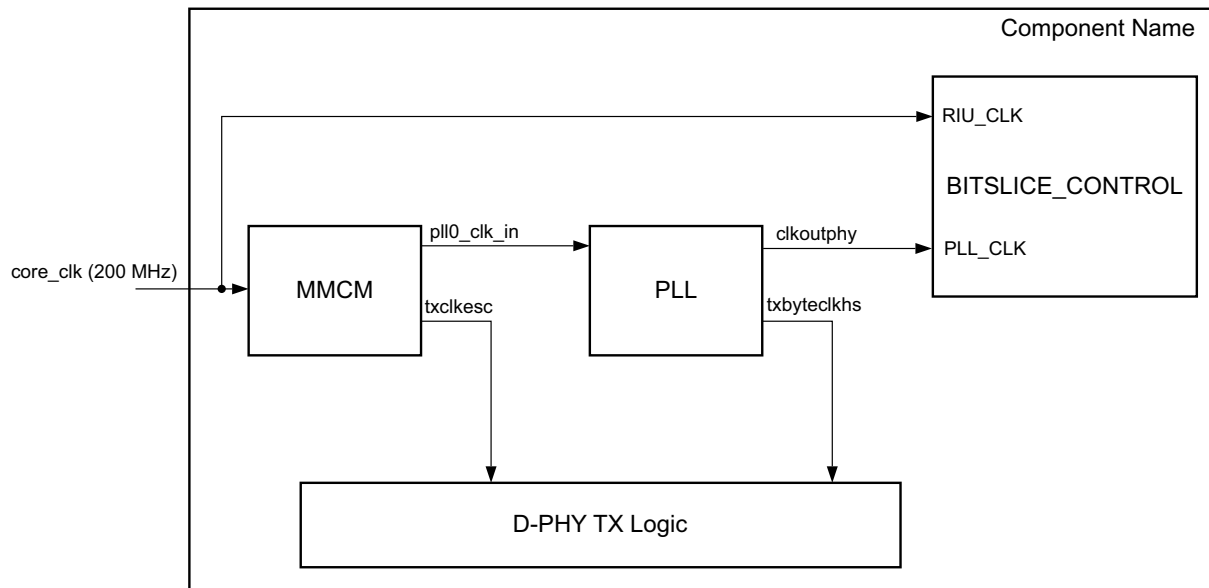 Component Name
RIU_CLK
BITSLICE_CONTROL
pll0_clk_in
clkoutphy
PLL_CLK
core_clk (200 MHz)
MMCM
PLL
txclkesc
txbyteclkhs
D-PHY TX Logic